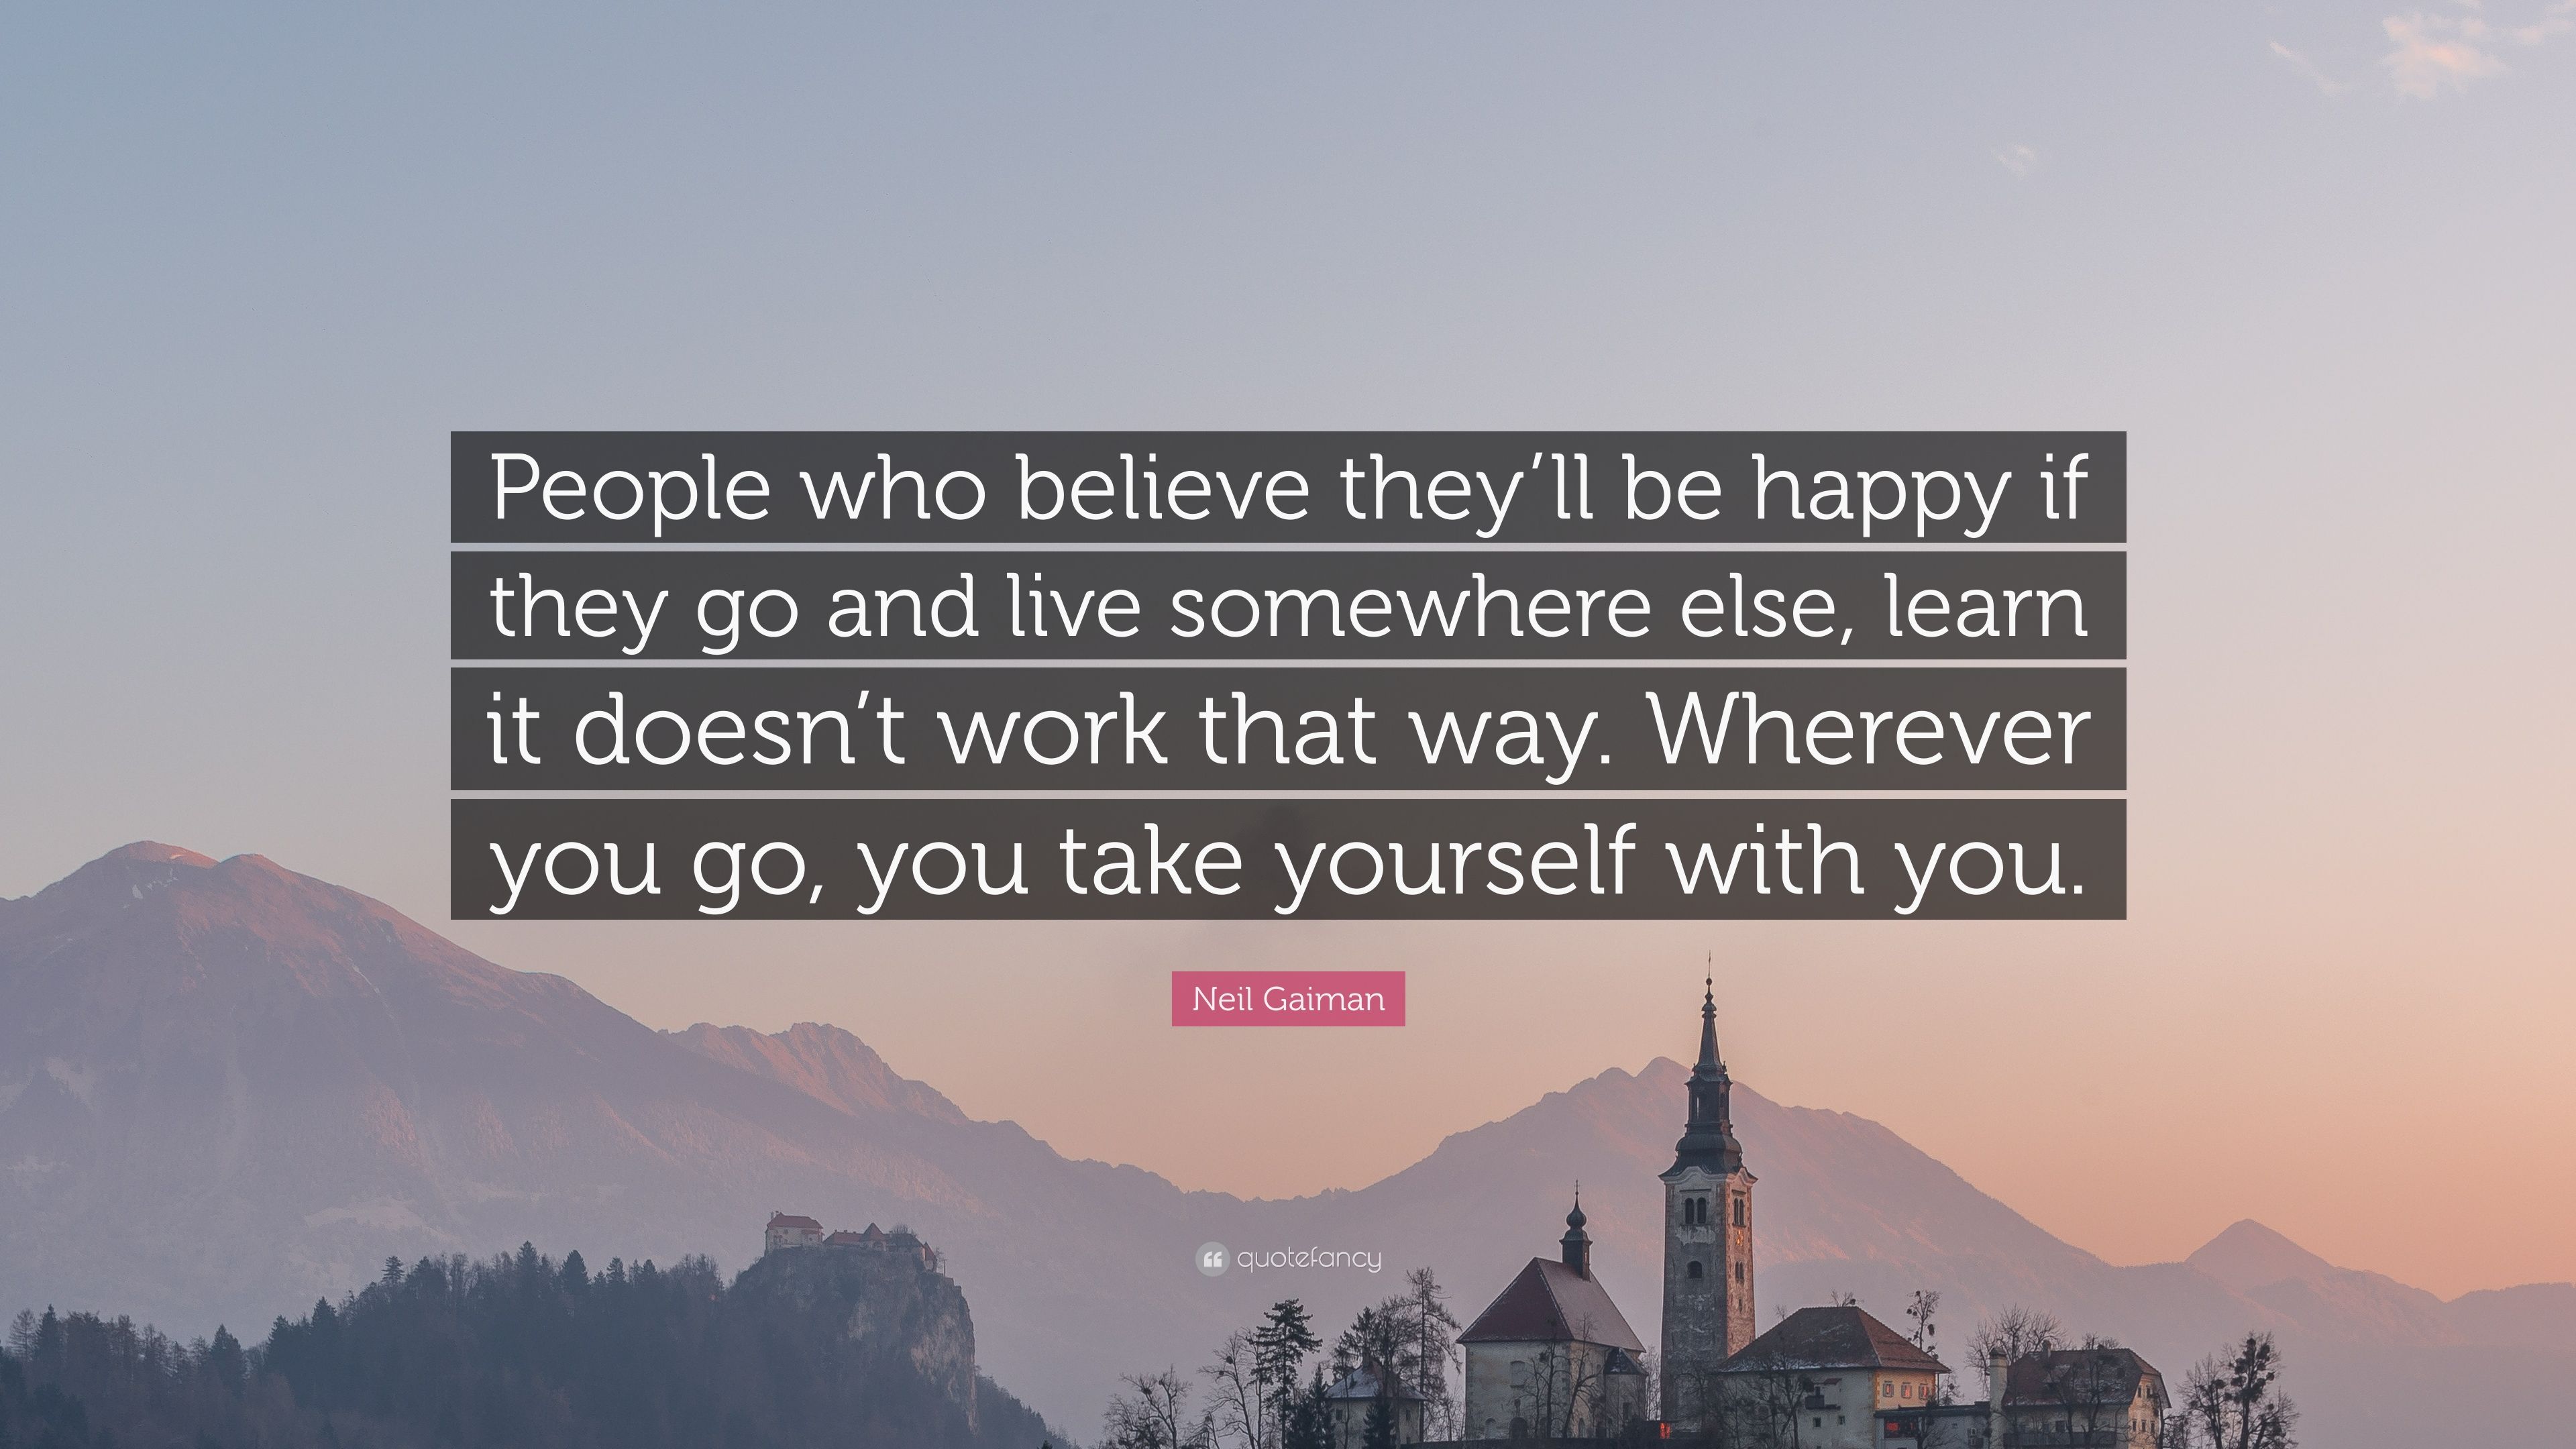 People who believe they’ll be happy if
they go and live somewhere else, learn
it doesn’t work that way. Wherever
you go, you take yourself with you.
Neil Gaiman
quotefancy